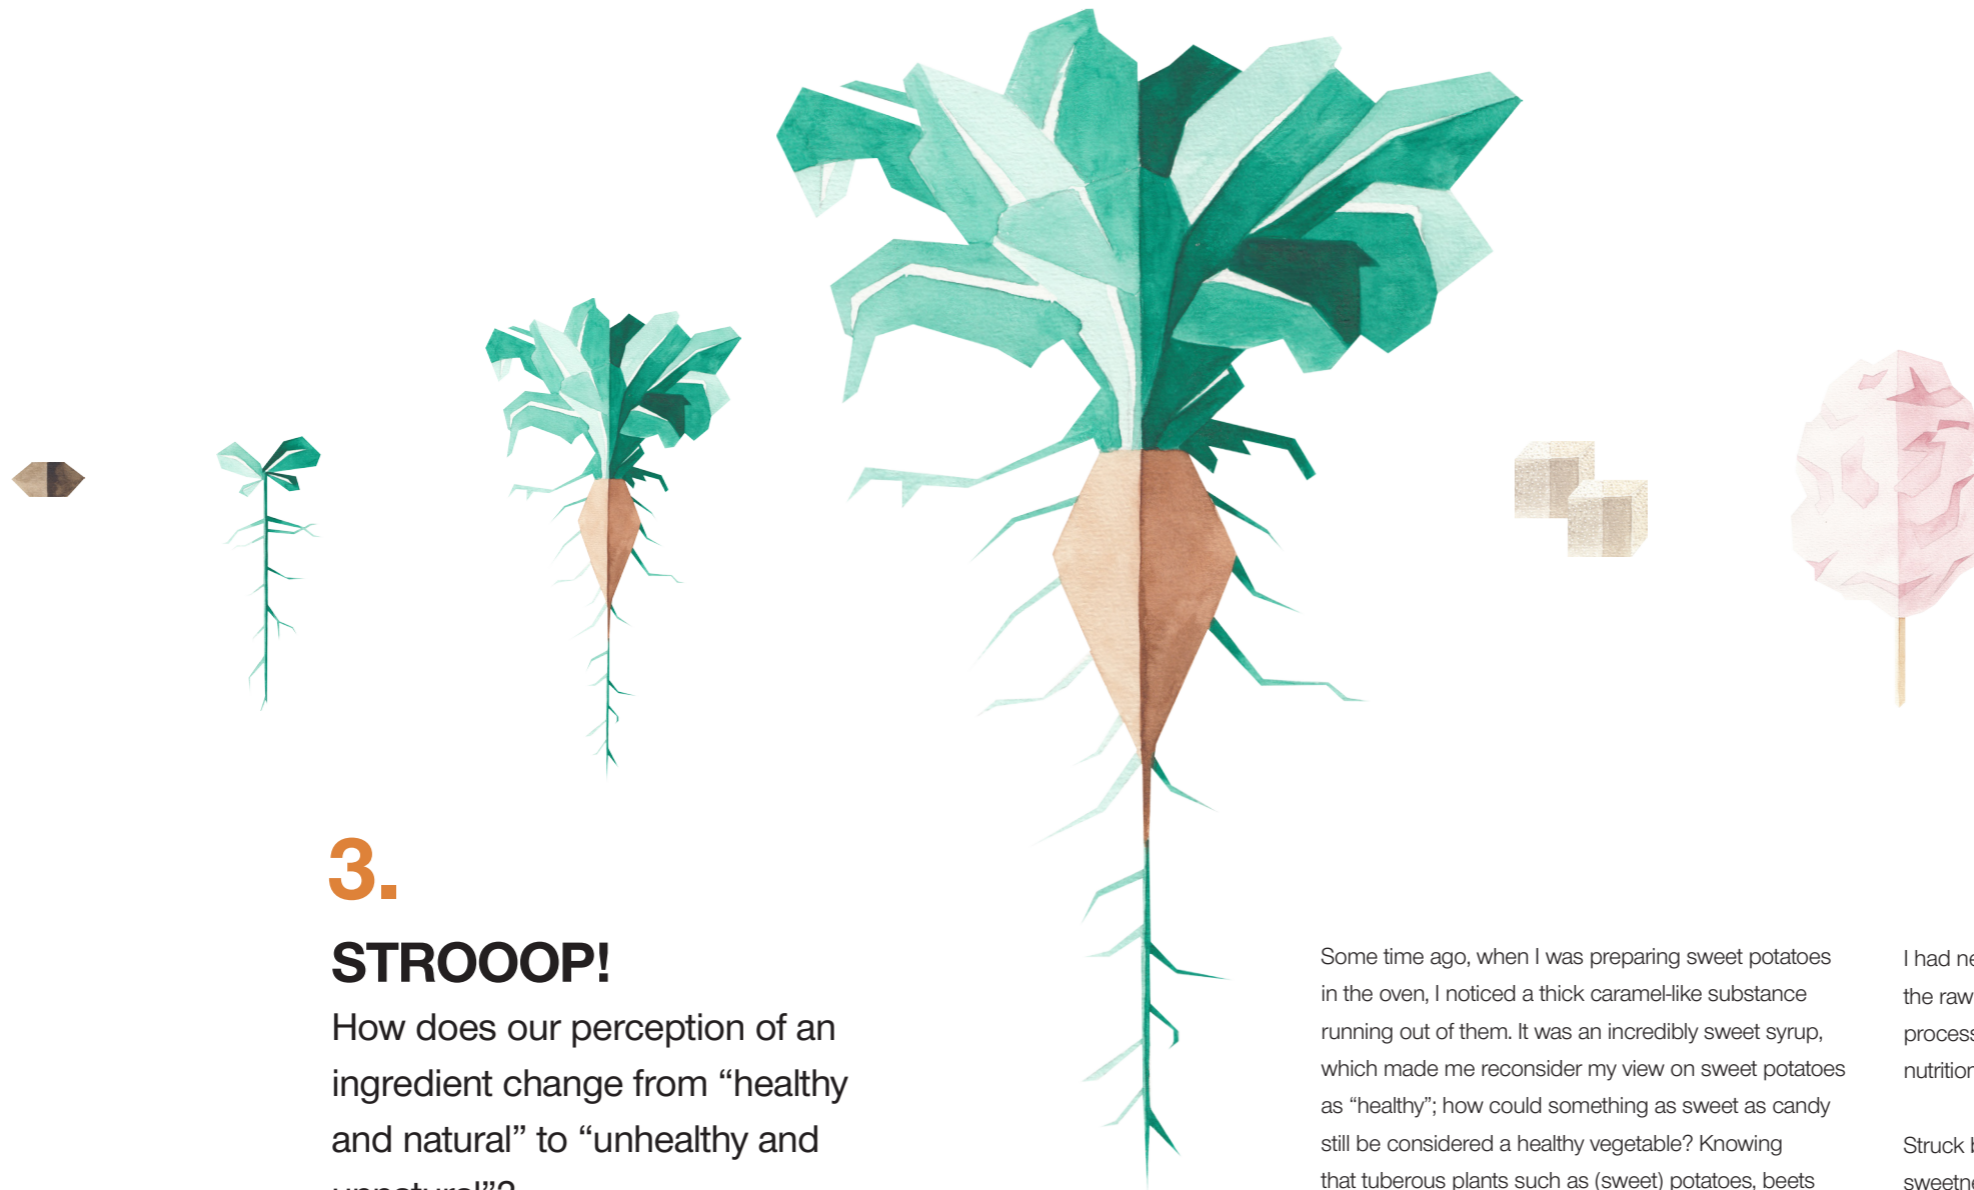 3.
STROOOP!
How does our perception of an
ingredient change from “healthy
and natural” to “unhealthy and
unnatural”?
Some time ago, when I was preparing sweet potatoes
in the oven, I noticed a thick caramel-like substance
running out of them. It was an incredibly sweet syrup,
which made me reconsider my view on sweet potatoes
as “healthy”; how could something as sweet as candy
still be considered a healthy vegetable? Knowing
that tuberous plants such as (sweet) potatoes, beets
I had
the raw
Struck